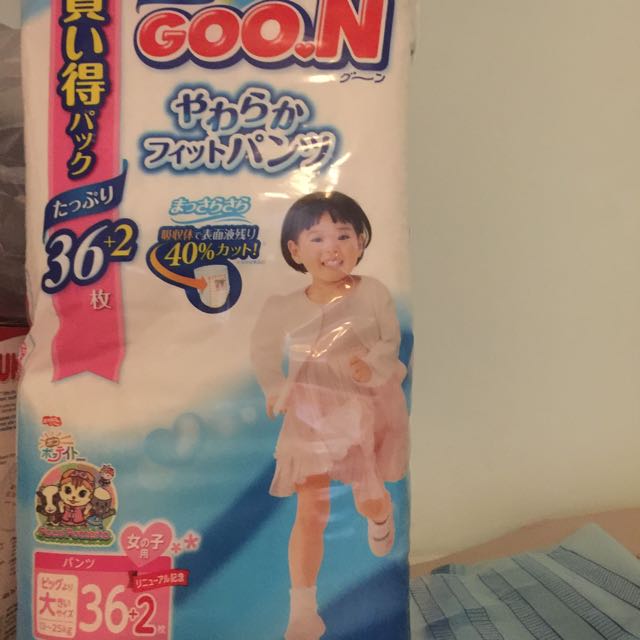 買い得パック
たっぷり
36+2
枚
GOO.N
グ〜ン
やわらか
フィットパンツ
まっさらさら
吸収体で表面液残り
40%カット!
女の子
用
パンツ
リニューアル記念
ビッグより
大きい
サイズ
36+2枚